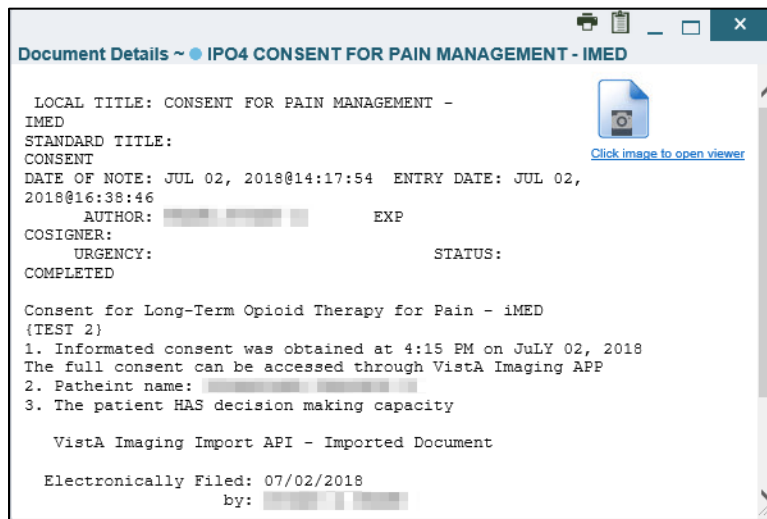 Document Details ~ IPO4 CONSENT FOR PAIN MANAGEMENT - IMED
LOCAL TITLE: CONSENT FOR PAIN MANAGEMENT -
IMED
Click image to open viewer
STANDARD TITLE:
CONSENT
DATE OF NOTE: JUL 02, 2018@14:17:54 ENTRY DATE: JUL 02,
2018@16:38:46
AUTHOR: EXP
COSIGNER:
URGENCY: STATUS:
COMPLETED
Consent for Long-Term Opioid Therapy for Pain - iMED
{TEST 2}
1. Informated consent was obtained at 4:15 PM on JuLY 02, 2018
The full consent can be accessed through VistA Imaging APP
2. Patheint name:
3. The patient HAS decision making capacity
VistA Imaging Import API - Imported Document
Electronically Filed: 07/02/2018
by: